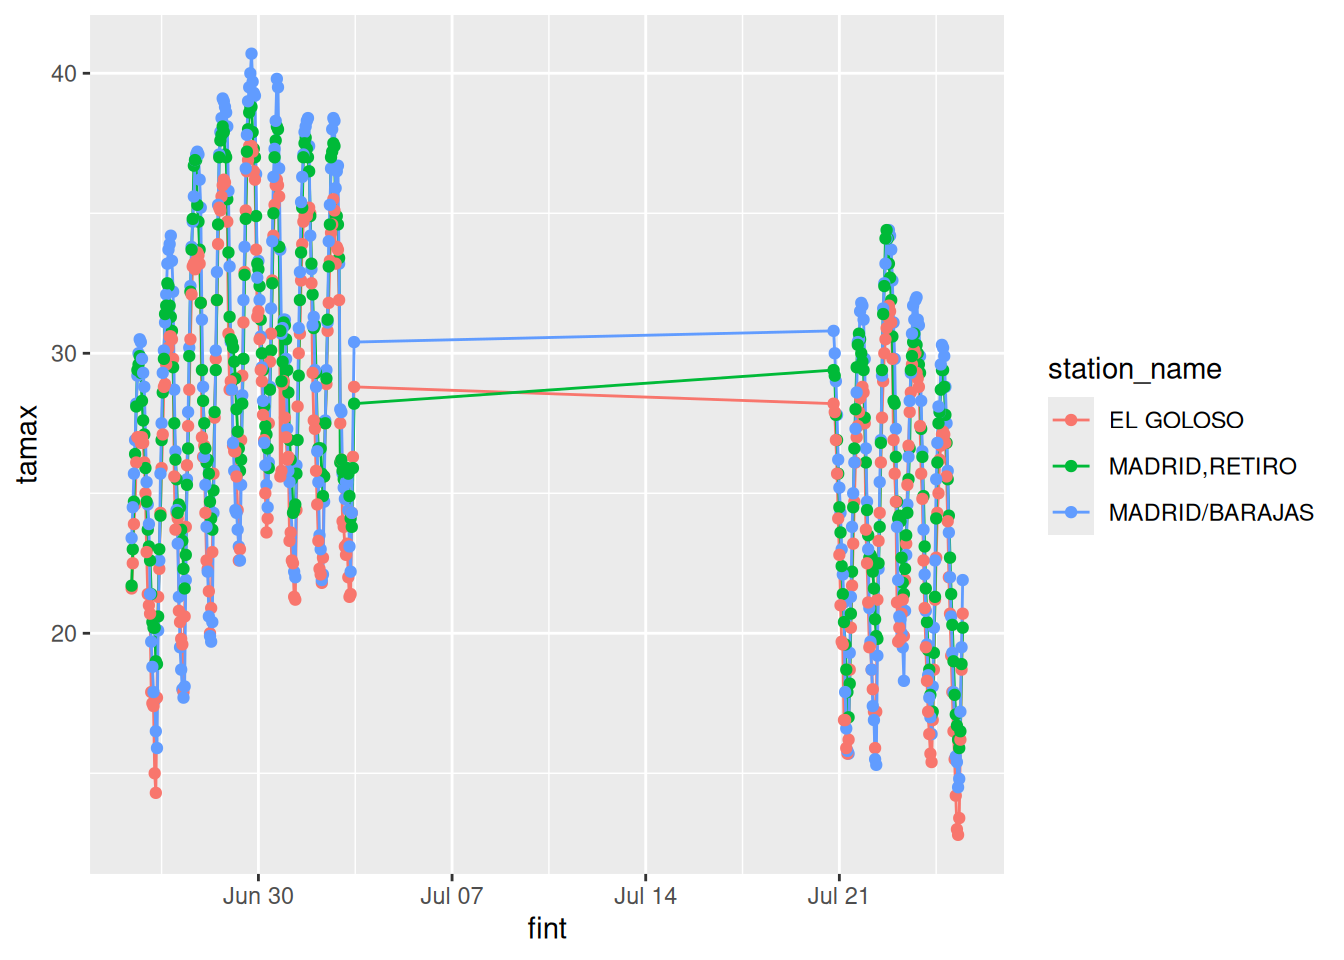 40
30
20
tamax
Jun 30
Jul 07
Jul 14
Jul 21
fint
station_name
EL GOLOSO
MADRID,RETIRO
MADRID/BARAJAS